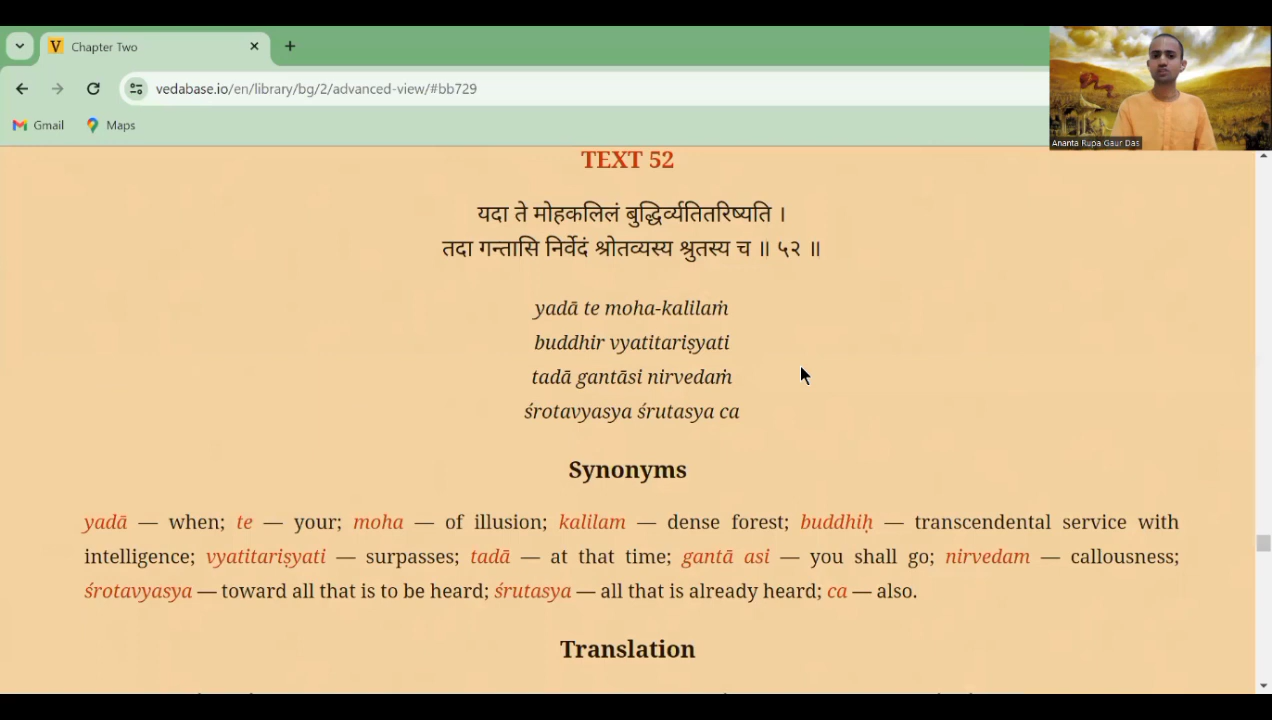 V Chapter Two
vedabase.io/en/library/bg/2/advanced-view/#bb729
Gmail Maps
Ananta Rupa Gaur Das
TEXT 52
यदा ते मोहकलिलं बुद्धिर्व्यतितरिष्यति ।
तदा गन्तासि निर्वेदं श्रोतव्यस्य श्रुतस्य च ॥ ५२ ॥
yadā te moha-kalilaṁ
buddhir vyatitariṣyati
tadā gantāsi nirvedaṁ
śrotavyasya śrutasya ca
Synonyms
yadā — when; te — your; moha — of illusion; kalilam — dense forest; buddhiḥ — transcendental service with
intelligence; vyatitariṣyati — surpasses; tadā — at that time; gantā asi — you shall go; nirvedam — callousness;
śrotavyasya — toward all that is to be heard; śrutasya — all that is already heard; ca — also.
Translation